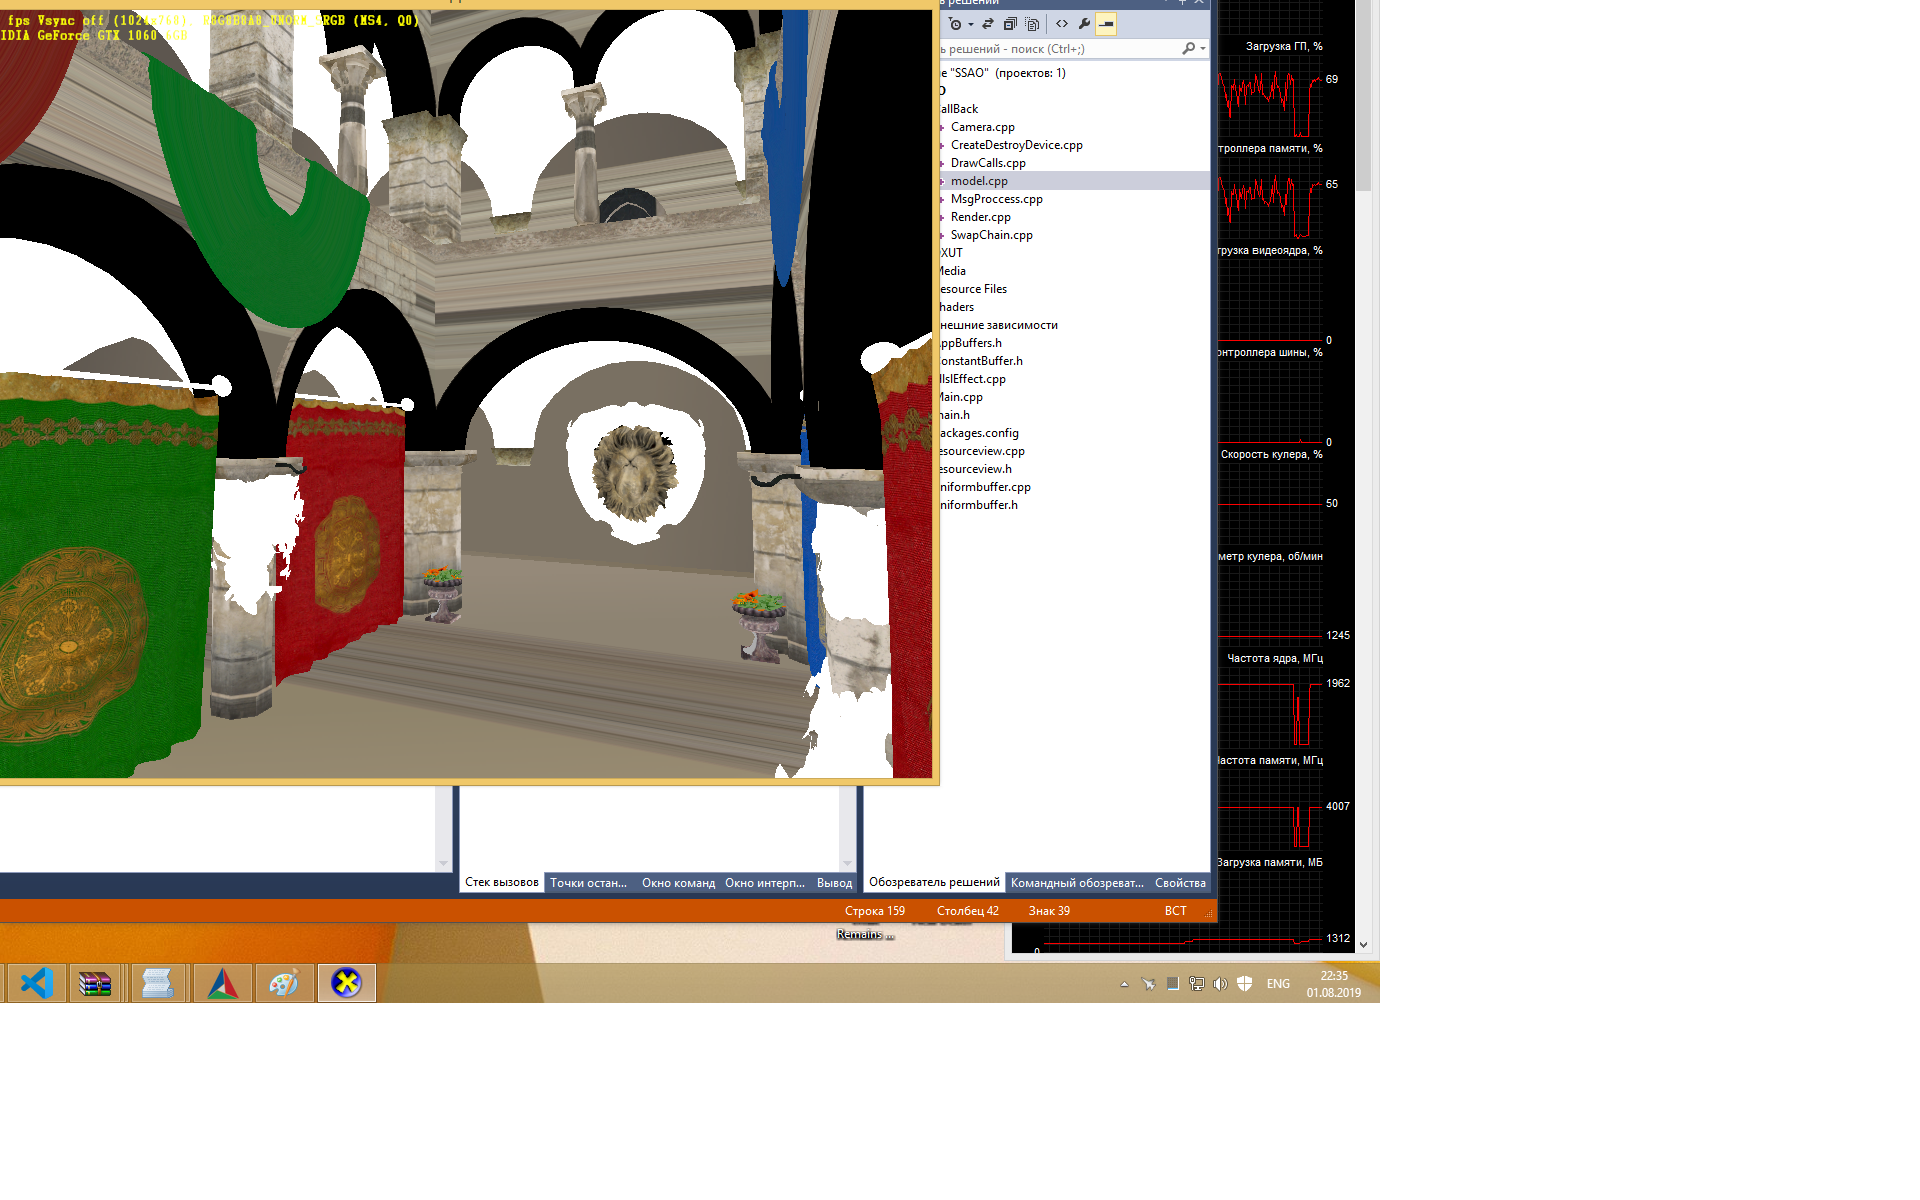 fps Vsync off (1024x768), R8G8B8A8_UNORM_SRGB (MS4, Q0)
IDIA GeForce GTX 1060 6GB
решений
ь решений - поиск (Ctrl+;)
е "SSAO" (проектов: 1)
O
allBack
Camera.cpp
CreateDestroyDevice.cpp
DrawCalls.cpp
model.cpp
MsgProccess.cpp
Render.cpp
SwapChain.cpp
XUT
Media
esource Files
haders
нешние зависимости
ppBuffers.h
onstantBuffer.h
lslEffect.cpp
Main.cpp
main.h
ackages.config
esourceview.cpp
esourceview.h
niformbuffer.cpp
niformbuffer.h
Загрузка ГП, %
69
троллера памяти, %
65
грузка видеоядра, %
0
онтроллера шины, %
0
Скорость кулера, %
50
метр кулера, об/мин
1245
Частота ядра, МГц
1962
Частота памяти, МГц
4007
Загрузка памяти, МБ
1312
0
Стек вызовов
Точки остан...
Окно команд
Окно интерп...
Вывод
Обозреватель решений
Командный обозреват...
Свойства
Строка 159
Столбец 42
Знак 39
ВСТ
Remains ...
ENG
22:35
01.08.2019